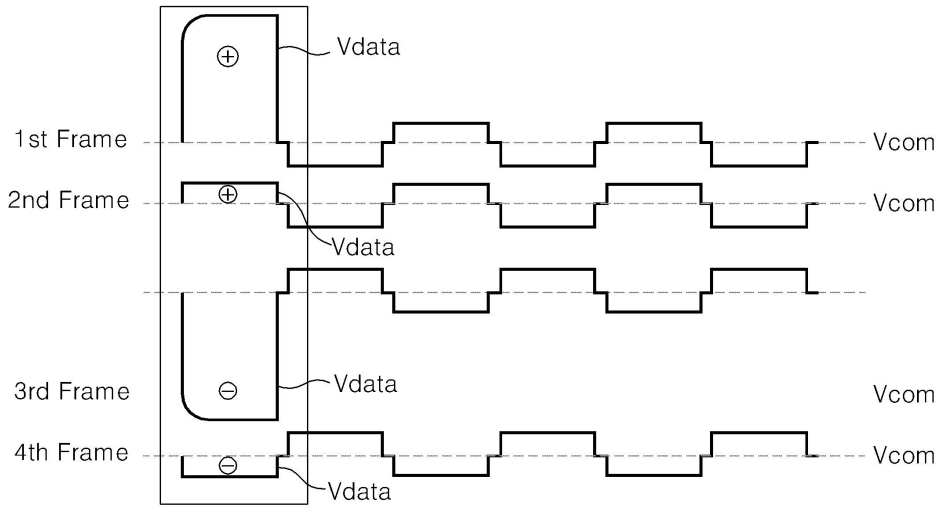 Vdata
1st Frame
Vcom
2nd Frame
Vcom
Vdata
Vdata
3rd Frame
Vcom
4th Frame
Vcom
Vdata